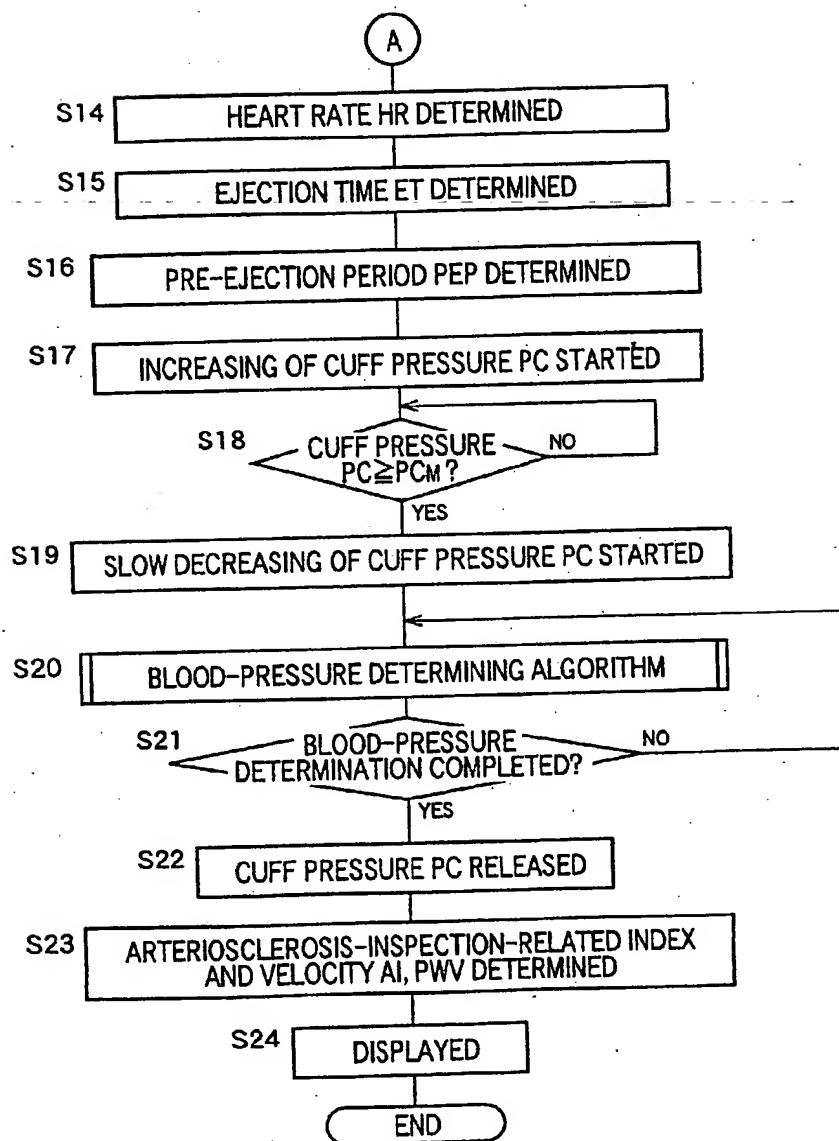 A
S14
HEART RATE HR DETERMINED
S15
EJECTION TIME ET DETERMINED
S16
PRE-EJECTION PERIOD PEP DETERMINED
S17
INCREASING OF CUFF PRESSURE PC STARTED
S18
CUFF PRESSURE
PC≧PCM?
NO
YES
S19
SLOW DECREASING OF CUFF PRESSURE PC STARTED
S20
BLOOD-PRESSURE DETERMINING ALGORITHM
S21
BLOOD-PRESSURE
DETERMINATION COMPLETED?
NO
YES
S22
CUFF PRESSURE PC RELEASED
S23
ARTERIOSCLEROSIS-INSPECTION-RELATED INDEX
AND VELOCITY AI, PWV DETERMINED
S24
DISPLAYED
END